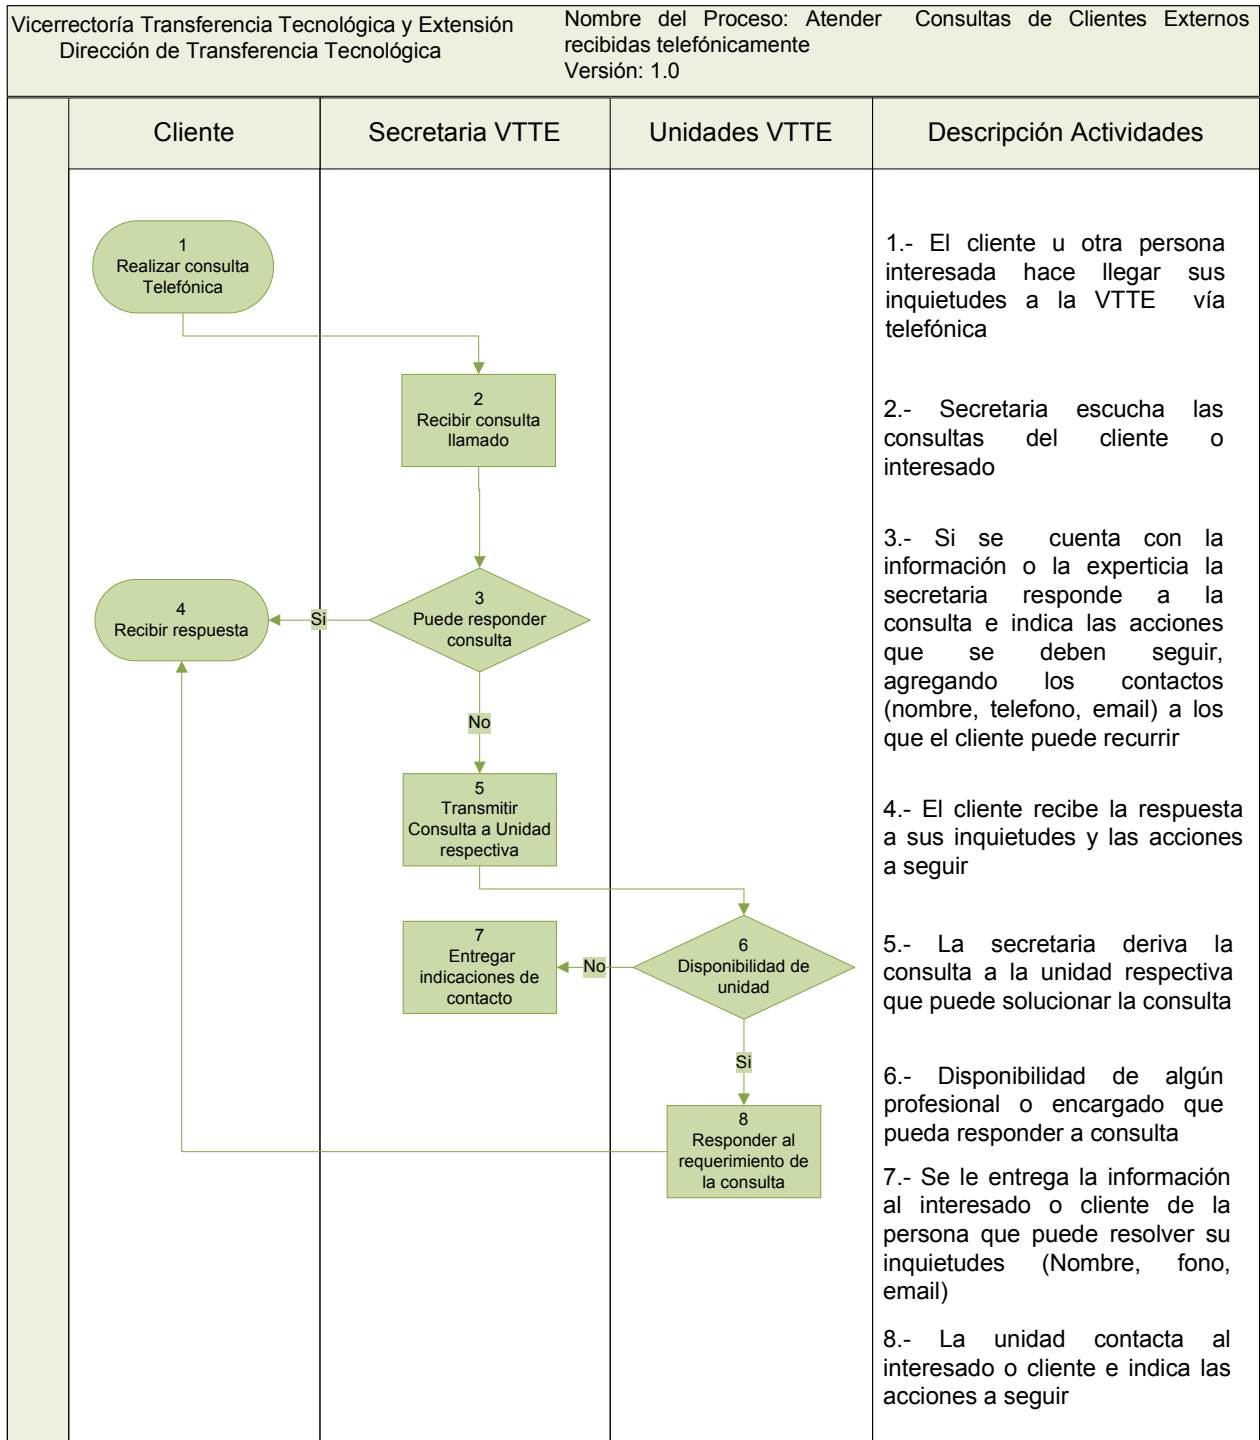 Vicerrectoría Transferencia Tecnológica y Extensión
Dirección de Transferencia Tecnológica
Nombre del Proceso: Atender Consultas de Clientes Externos
recibidas telefónicamente
Versión: 1.0
Cliente
Secretaria VTTE
Unidades VTTE
Descripción Actividades
1
Realizar consulta
Telefónica
2
Recibir consulta
llamado
3
Puede responder
consulta
Si
4
Recibir respuesta
No
5
Transmitir
Consulta a Unidad
respectiva
6
Disponibilidad de
unidad
No
7
Entregar
indicaciones de
contacto
Si
8
Responder al
requerimiento de
la consulta
1.- El cliente u otra persona
interesada hace llegar sus
inquietudes a la VTTE vía
telefónica
2.- Secretaria escucha las
consultas del cliente o
interesado
3.- Si se cuenta con la
información o la experticia la
secretaria responde a la
consulta e indica las acciones
que se deben seguir,
agregando los contactos
(nombre, telefono, email) a los
que el cliente puede recurrir
4.- El cliente recibe la respuesta
a sus inquietudes y las acciones
a seguir
5.- La secretaria deriva la
consulta a la unidad respectiva
que puede solucionar la consulta
6.- Disponibilidad de algún
profesional o encargado que
pueda responder a consulta
7.- Se le entrega la información
al interesado o cliente de la
persona que puede resolver su
inquietudes (Nombre, fono,
email)
8.- La unidad contacta al
interesado o cliente e indica las
acciones a seguir